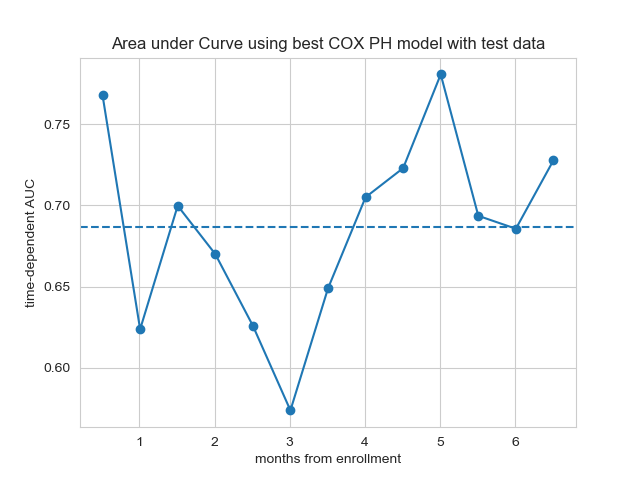 Area under Curve using best COX PH model with test data
time-dependent AUC
0.75
0.70
0.65
0.60
1 2 3 4 5 6
months from enrollment